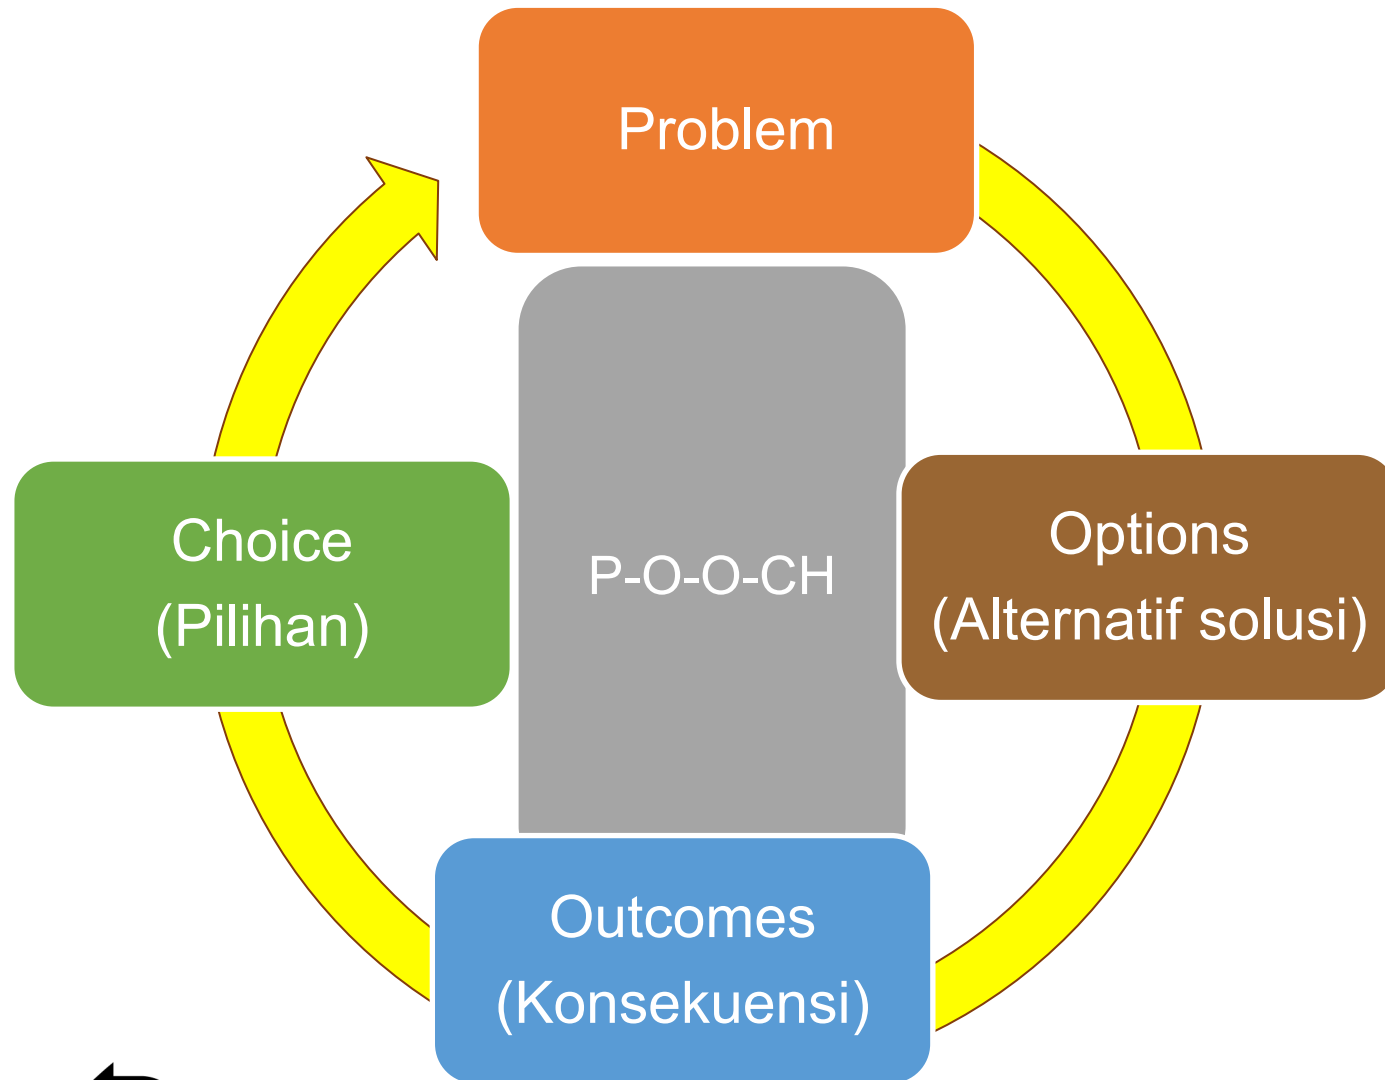 Problem
Options
(Alternatif solusi)
Outcomes
(Konsekuensi)
Choice
(Pilihan)
P-O-O-CH